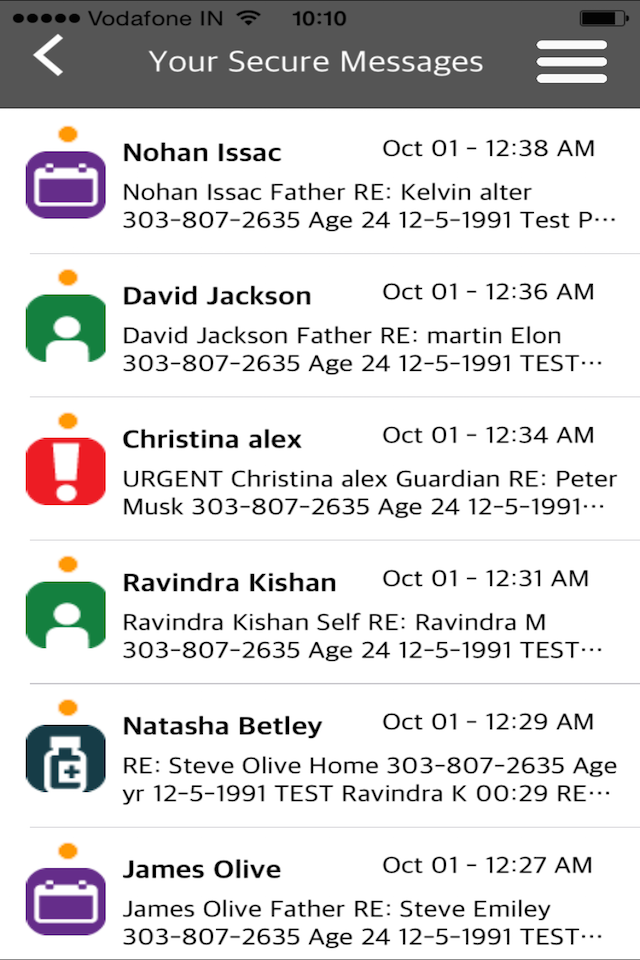 Vodafone IN 10:10
Your Secure Messages
Nohan Issac Oct 01 - 12:38 AM
Nohan Issac Father RE: Kelvin alter
303-807-2635 Age 24 12-5-1991 Test P···
David Jackson Oct 01 - 12:36 AM
David Jackson Father RE: martin Elon
303-807-2635 Age 24 12-5-1991 TEST···
Christina alex Oct 01 - 12:34 AM
URGENT Christina alex Guardian RE: Peter
Musk 303-807-2635 Age 24 12-5-1991···
Ravindra Kishan Oct 01 - 12:31 AM
Ravindra Kishan Self RE: Ravindra M
303-807-2635 Age 24 12-5-1991 TEST···
Natasha Betley Oct 01 - 12:29 AM
RE: Steve Olive Home 303-807-2635 Age
yr 12-5-1991 TEST Ravindra K 00:29 RE···
James Olive Oct 01 - 12:27 AM
James Olive Father RE: Steve Emiley
303-807-2635 Age 24 12-5-1991 TEST···